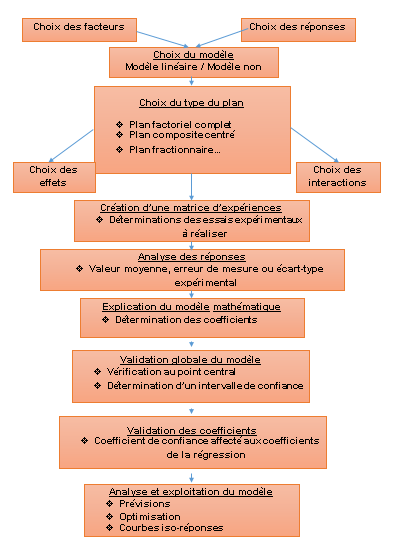 Choix des facteurs
Choix des réponses
Choix du modèle
Modèle linéaire / Modèle non
Choix du type du plan
❖ Plan factoriel complet
❖ Plan composite centré
❖ Plan fractionnaire...
Choix des
effets
Choix des
interactions
Création d'une matrice d'expériences
❖ Déterminations des essais expérimentaux
à réaliser
Analyse des réponses
❖ Valeur moyenne, erreur de mesure ou écart-type
expérimental
Explication du modèle mathématique
❖ Détermination des coefficients
Validation globale du modèle
❖ Vérification au point central
❖ Détermination d'un intervalle de confiance
Validation des coefficients
❖ Coefficient de confiance affecté aux coefficients
de la régression
Analyse et exploitation du modèle
❖ Prévisions
❖ Optimisation
❖ Courbes iso-réponses